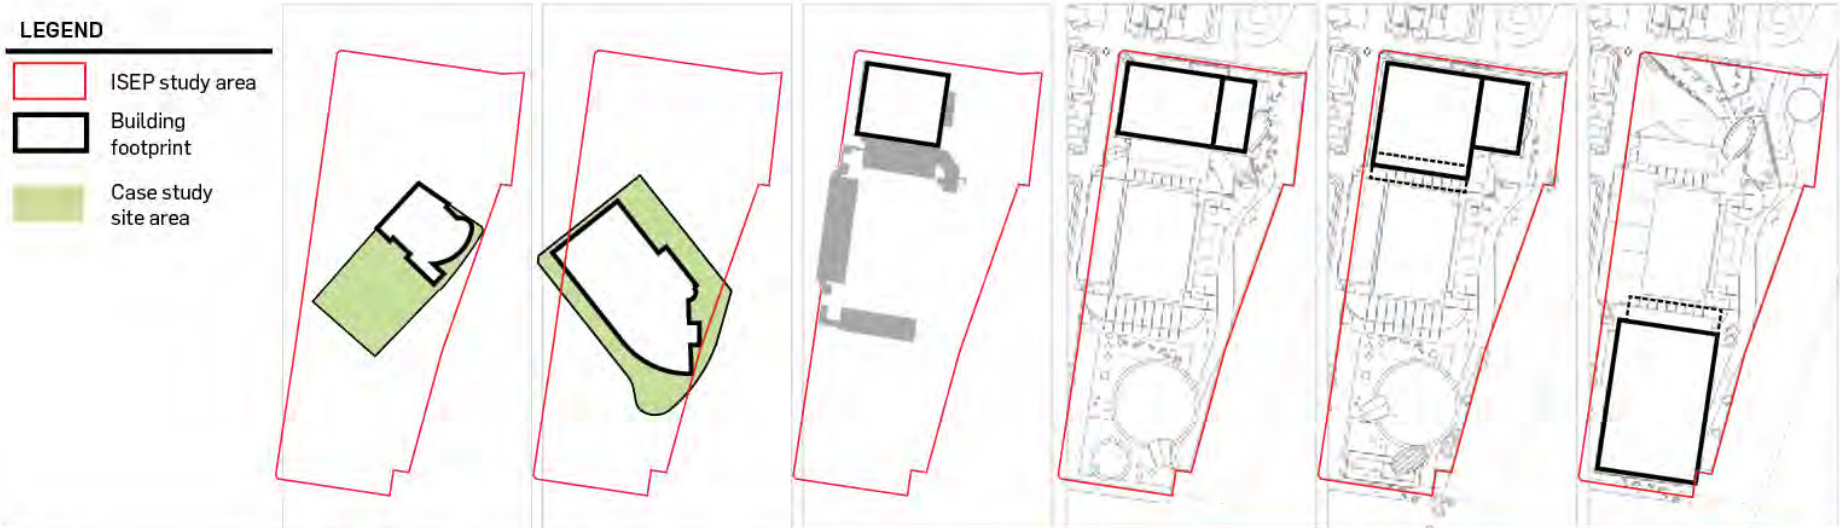 LEGEND
ISEP study area
Building
footprint
Case study
site area